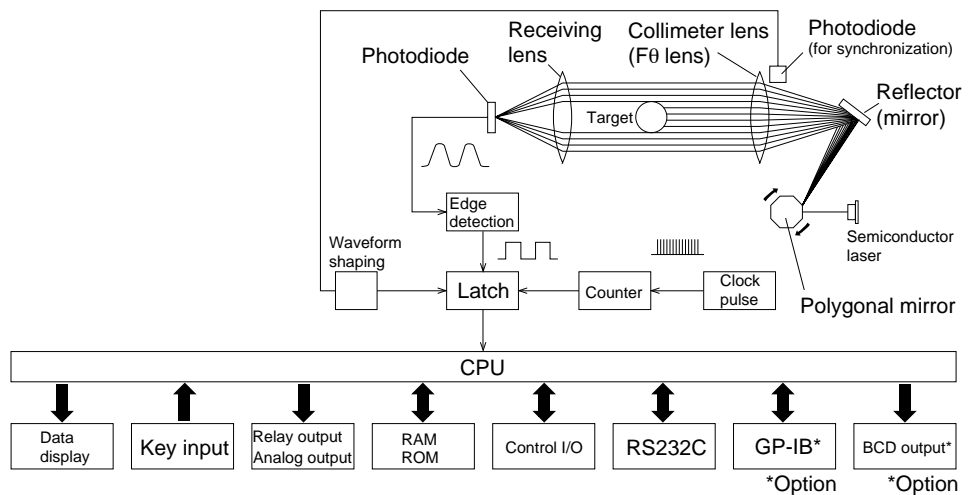 Photodiode
Receiving
lens
Collimeter lens
(Fθ lens)
Photodiode
(for synchronization)
Reflector
(mirror)
Target
Edge
detection
Semiconductor
laser
Polygonal mirror
Waveform
shaping
Latch
Counter
Clock
pulse
CPU
Data
display
Key input
Relay output
Analog output
RAM
ROM
Control I/O
RS232C
GP-IB*
*Option
BCD output*
*Option